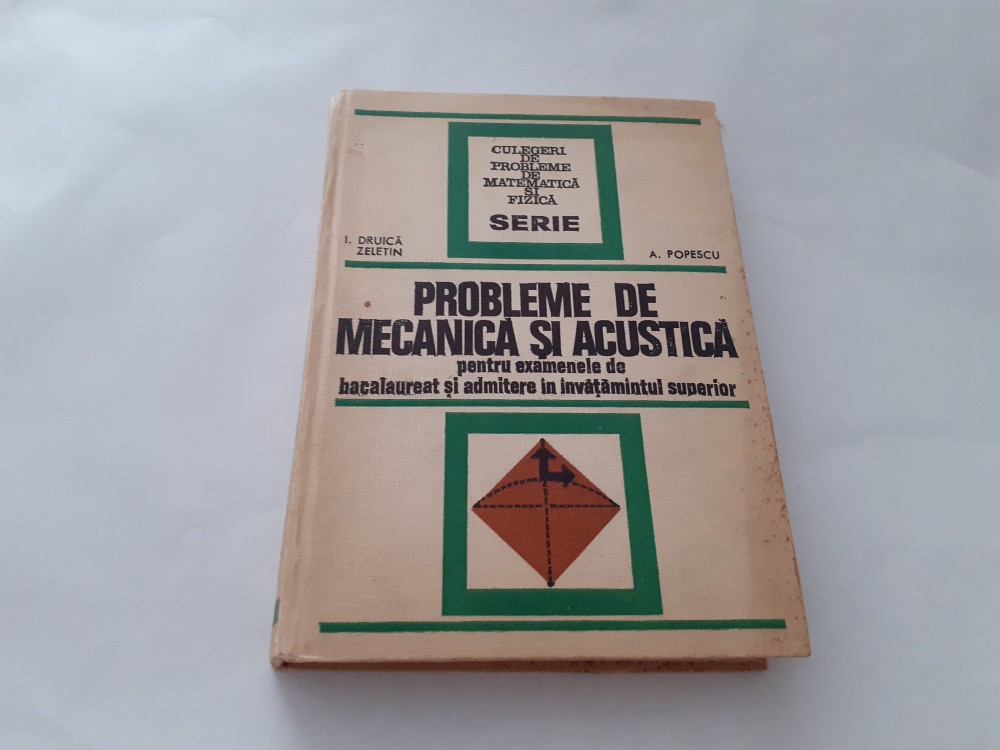 CULEGERI
DE
PROBLEME
DE
MATEMATICĂ
ȘI
FIZICĂ
SERIE
I. DRUICĂ
ZELETIN
A. POPESCU
PROBLEME DE
MECANICĂ ȘI ACUSTICĂ
pentru examenele de
bacalaureat și admitere în învățămîntul superior